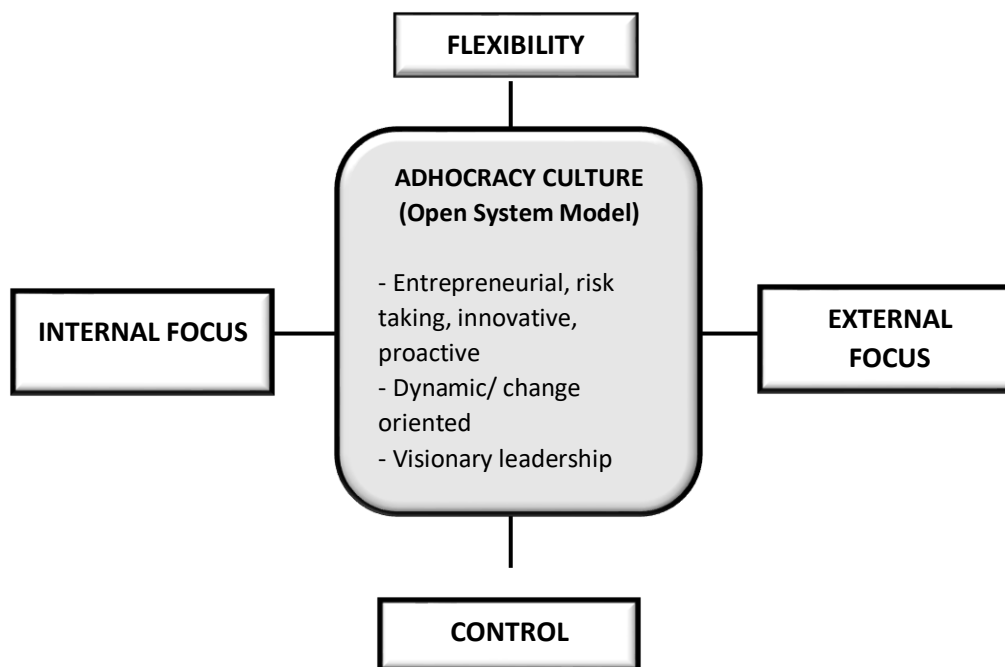 FLEXIBILITY
ADHOCRACY CULTURE
(Open System Model)
- Entrepreneurial, risk
taking, innovative,
proactive
- Dynamic/ change
oriented
- Visionary leadership
INTERNAL FOCUS
EXTERNAL
FOCUS
CONTROL